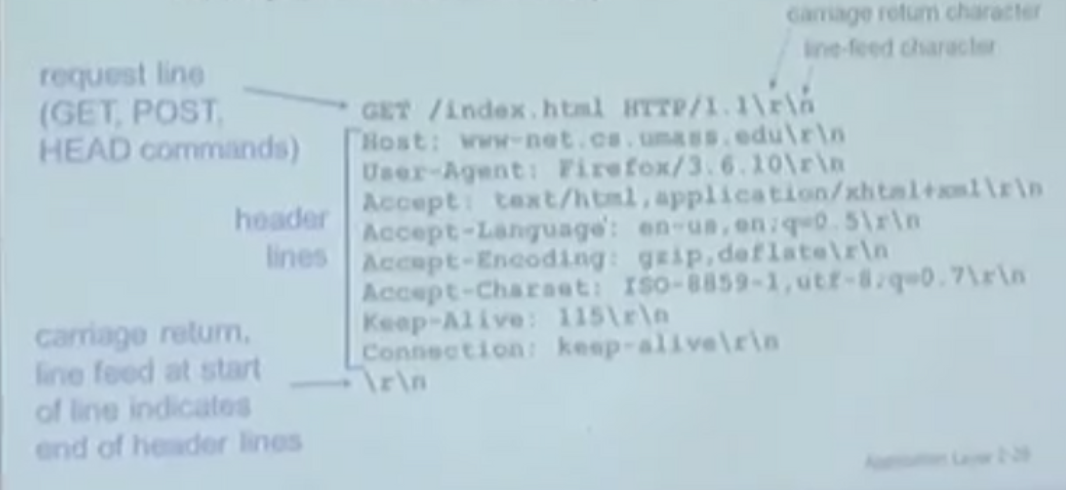 carriage return character
line-feed character
request line
(GET, POST,
HEAD commands)
GET /index.html HTTP/1.1\r\n
Host: www-net.cs.umass.edu\r\n
User-Agent: Firefox/3.6.10\r\n
Accept: text/html,application/xhtml+xml\r\n
header
lines
Accept-Language: en-us,en;q=0.5\r\n
Accept-Encoding: gzip,deflate\r\n
Accept-Charset: ISO-8859-1,utf-8;q=0.7\r\n
Keep-Alive: 115\r\n
Connection: keep-alive\r\n
carriage return,
line feed at start
of line indicates
end of header lines
\r\n
Application Layer 2-28